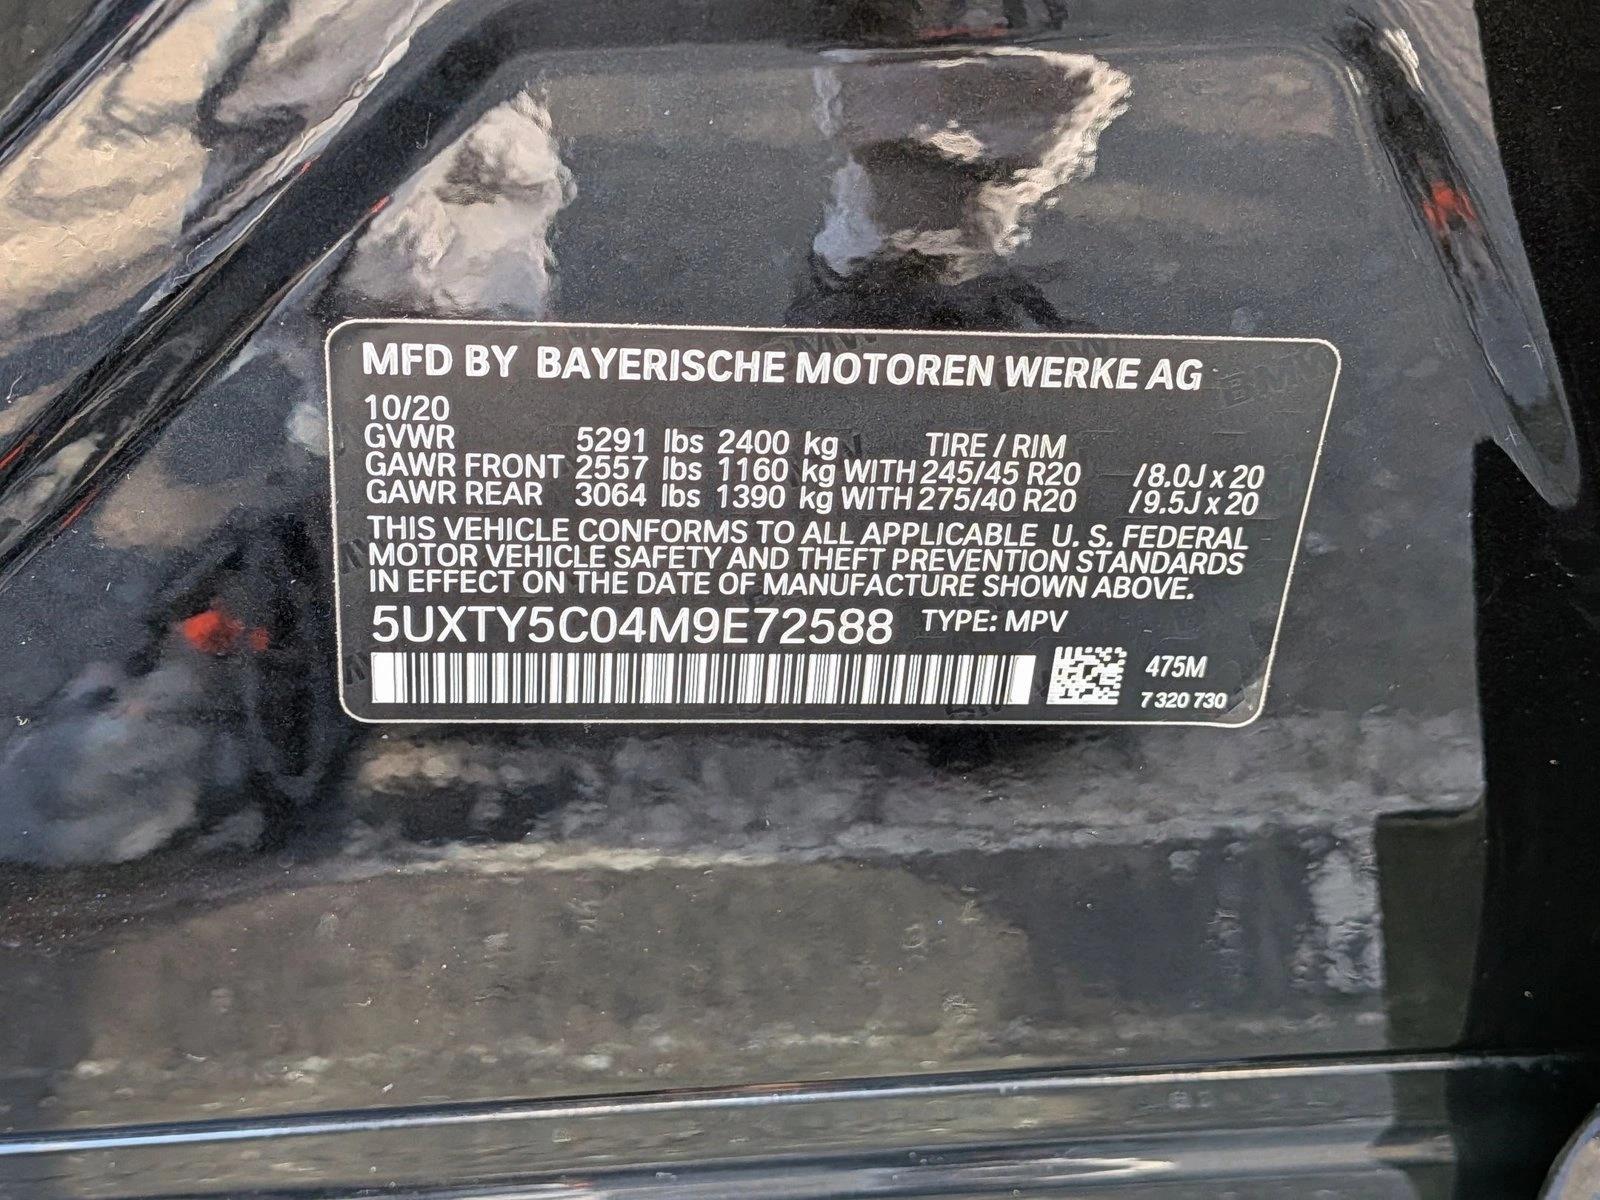 MFD BY BAYERISCHE MOTOREN WERKE AG
10/20
GVWR 5291 lbs 2400 kg TIRE / RIM
GAWR FRONT 2557 lbs 1160 kg WITH 245/45 R20 /8.0J x 20
GAWR REAR 3064 lbs 1390 kg WITH 275/40 R20 /9.5J x 20
THIS VEHICLE CONFORMS TO ALL APPLICABLE U. S. FEDERAL
MOTOR VEHICLE SAFETY AND THEFT PREVENTION STANDARDS
IN EFFECT ON THE DATE OF MANUFACTURE SHOWN ABOVE.
5UXTY5C04M9E72588 TYPE: MPV
475M
7 320 730